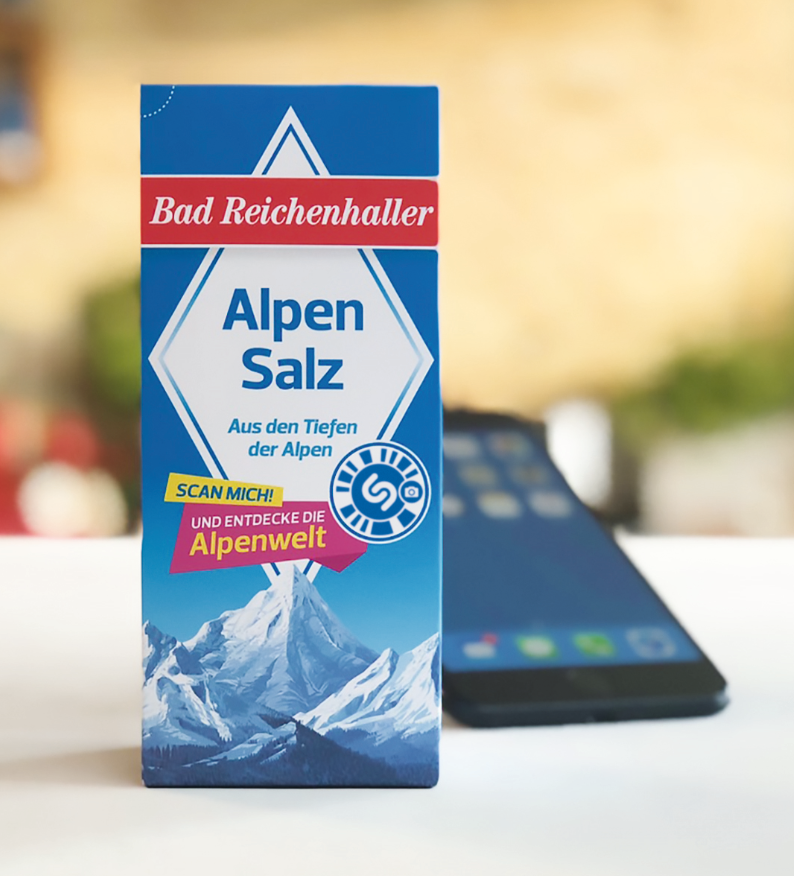 Bad Reichenhaller
Alpen
Salz
Aus den Tiefen
der Alpen
SCAN MICH!
UND ENTDECKE DIE
Alpenwelt